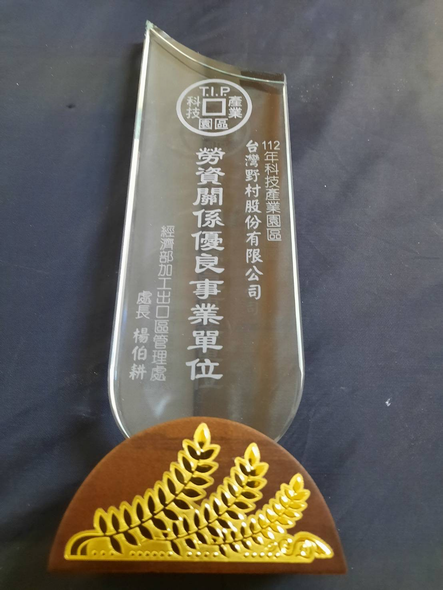 T.I.P.
科技產業
園區
112年科技產業園區
台灣野村股份有限公司
勞資關係優良事業單位
經濟部加工出口區管理處
處長 楊伯耕